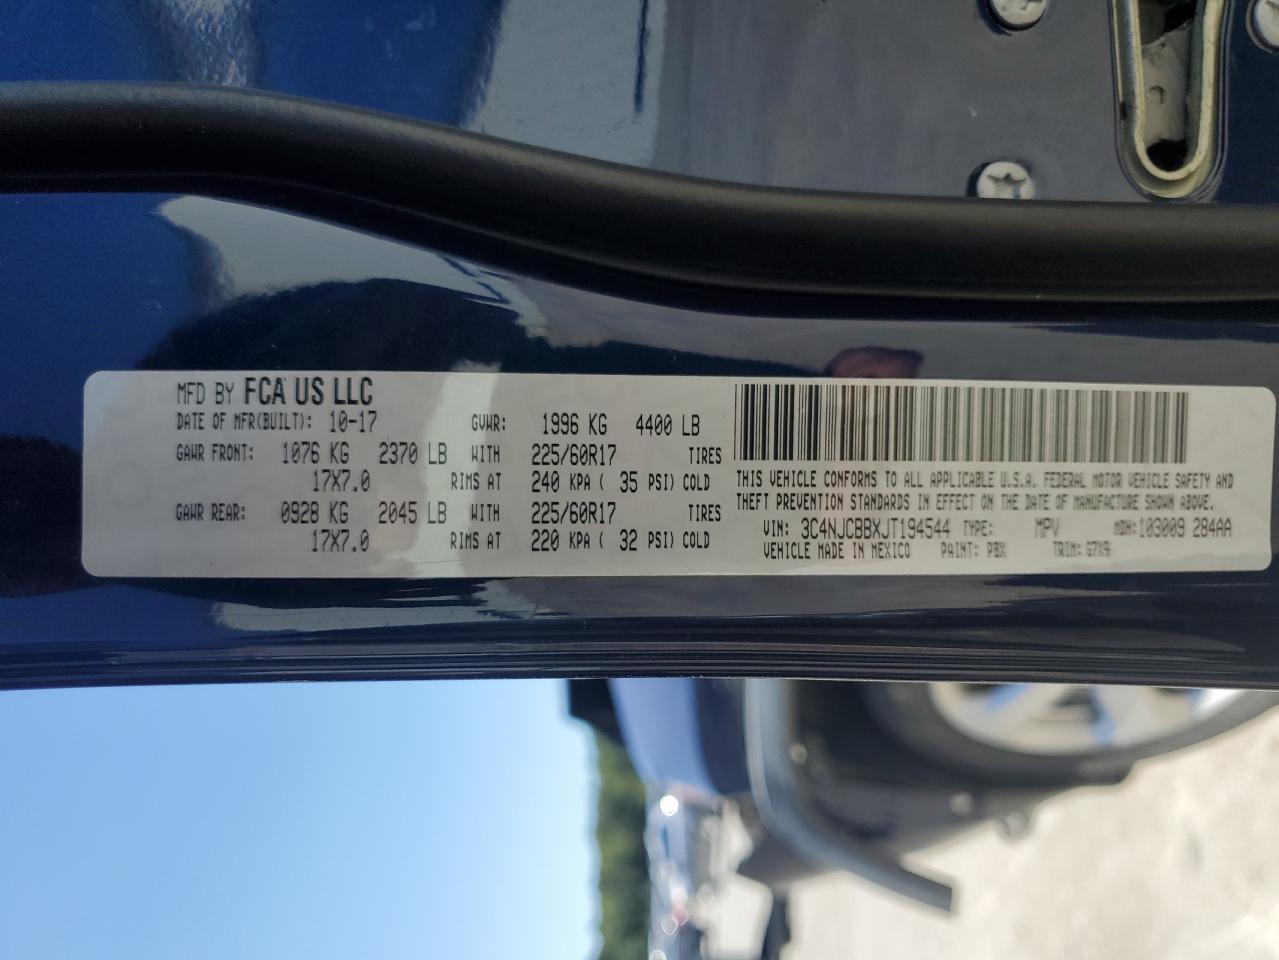 MFD BY FCA US LLC
DATE OF MFR(BUILT): 10-17 GVWR: 1996 KG 4400 LB
GAWR FRONT: 1076 KG 2370 LB WITH 225/60R17 TIRES
17X7.0 RIMS AT 240 KPA ( 35 PSI) COLD
GAWR REAR: 0928 KG 2045 LB WITH 225/60R17 TIRES
17X7.0 RIMS AT 220 KPA ( 32 PSI) COLD
THIS VEHICLE CONFORMS TO ALL APPLICABLE U.S.A. FEDERAL MOTOR VEHICLE SAFETY AND
THEFT PREVENTION STANDARDS IN EFFECT ON THE DATE OF MANUFACTURE SHOWN ABOVE.
VIN: 3C4NJCBBXJT194544 TYPE: MPV MDH: 103009 284AA
VEHICLE MADE IN MEXICO PAINT: PBX TRIM: G7X9